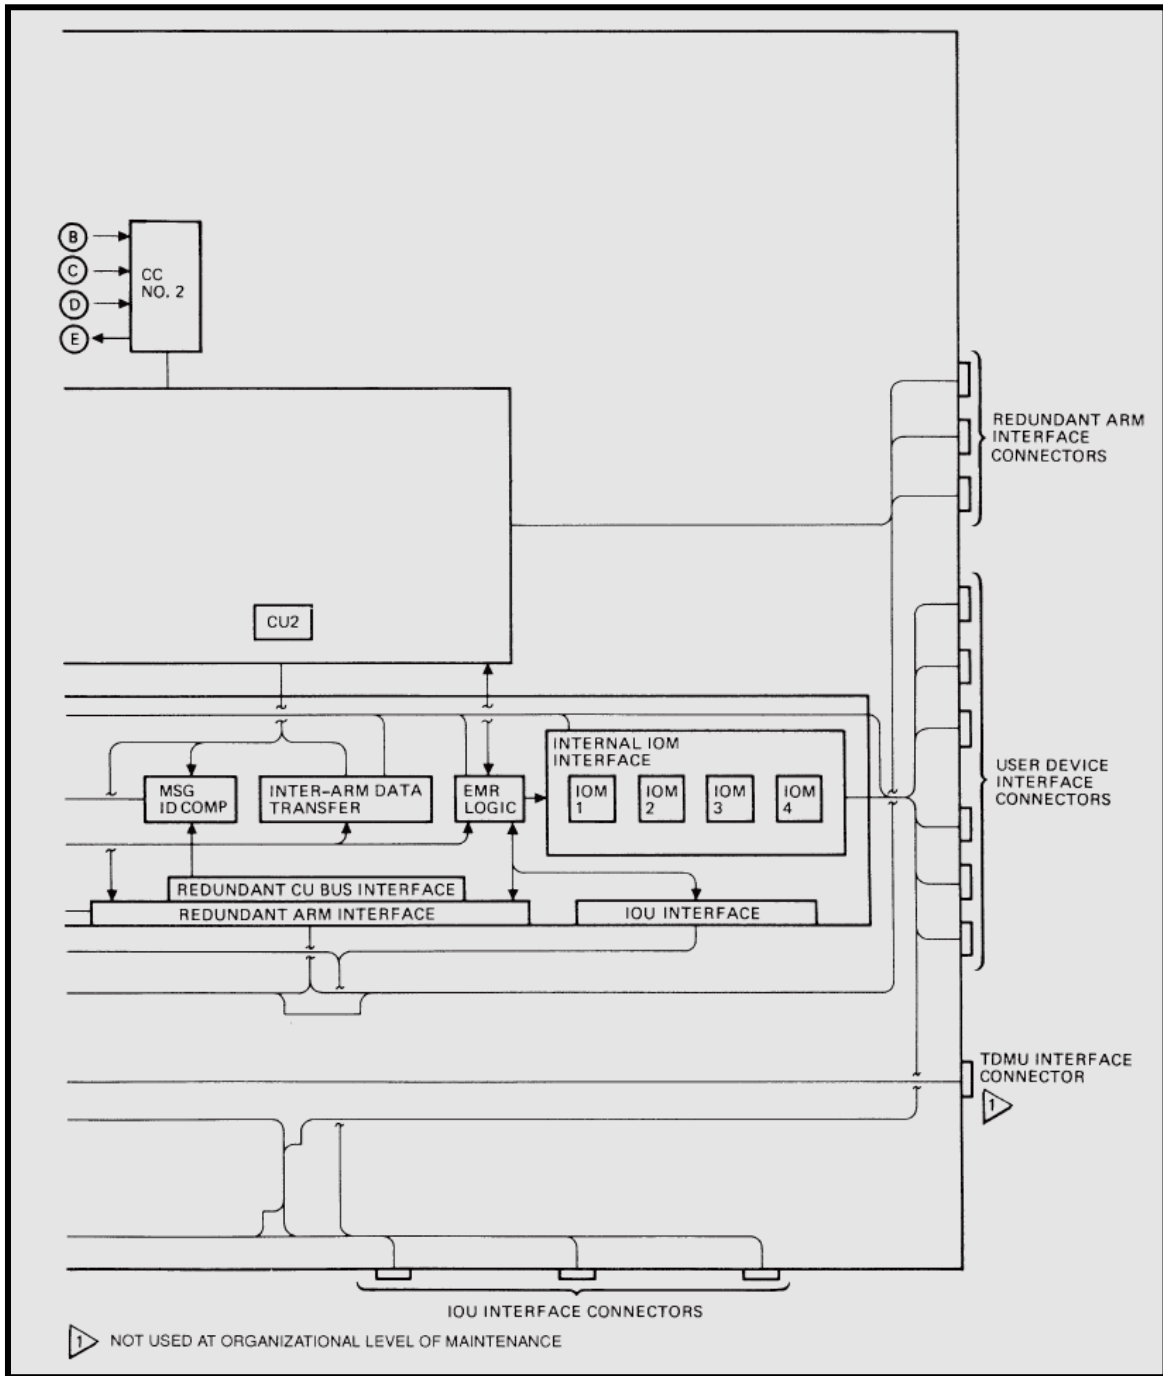 B
C
D
E
CC
NO. 2
REDUNDANT ARM
INTERFACE
CONNECTORS
CU2
INTERNAL IOM
INTERFACE
MSG
ID COMP
INTER-ARM DATA
TRANSFER
EMR
LOGIC
IOM
1
IOM
2
IOM
3
IOM
4
USER DEVICE
INTERFACE
CONNECTORS
REDUNDANT CU BUS INTERFACE
REDUNDANT ARM INTERFACE
IOU INTERFACE
TDMU INTERFACE
CONNECTOR
1
IOU INTERFACE CONNECTORS
1 NOT USED AT ORGANIZATIONAL LEVEL OF MAINTENANCE